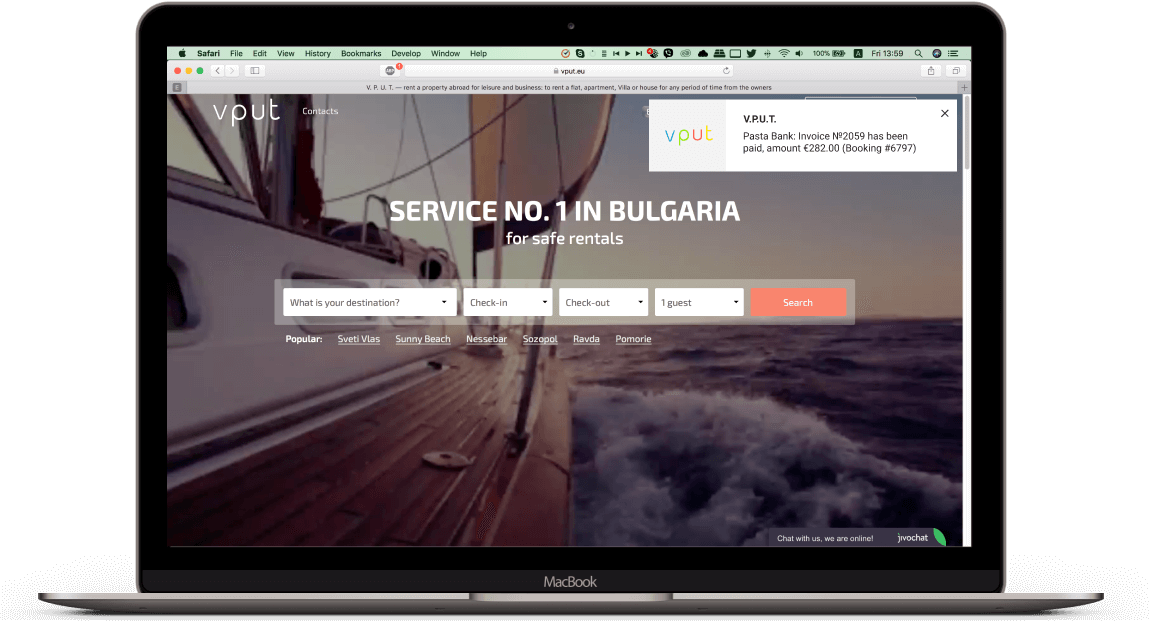 Safari File Edit View History Bookmarks Develop Window Help 100% A Fri 13:59
vput.eu
V. P. U. T. — rent a property abroad for leisure and business: to rent a flat, apartment, Villa or house for any period of time from the owners
vput Contacts
V.P.U.T.
vput
Pasta Bank: Invoice №2059 has been
paid, amount €282.00 (Booking #6797)
SERVICE NO. 1 IN BULGARIA
for safe rentals
What is your destination? Check-in Check-out 1 guest Search
Popular: Sveti Vlas Sunny Beach Nessebar Sozopol Ravda Pomorie
Chat with us, we are online! jivochat
MacBook